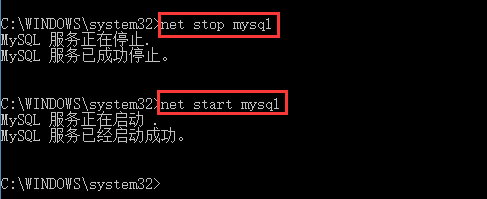 C:\WINDOWS\system32>net stop mysql
MySQL 服务正在停止.
MySQL 服务已成功停止。
C:\WINDOWS\system32>net start mysql
MySQL 服务正在启动 .
MySQL 服务已经启动成功。
C:\WINDOWS\system32>